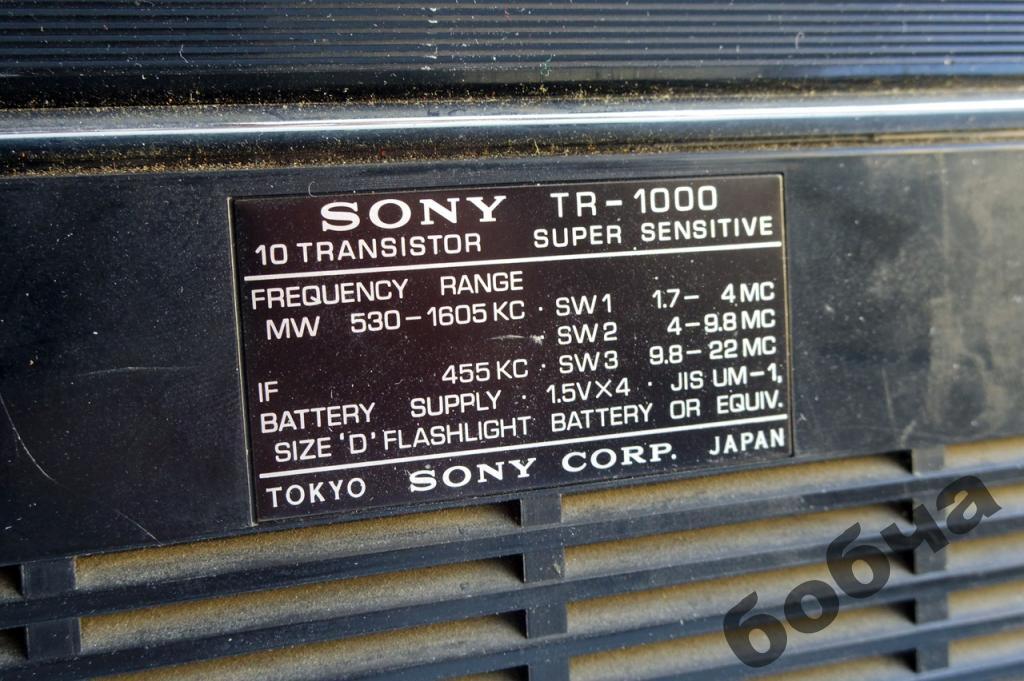 SONY TR-1000
10 TRANSISTOR SUPER SENSITIVE
FREQUENCY RANGE
MW 530-1605 KC · SW1 1.7- 4 MC
SW2 4-9.8 MC
IF 455 KC · SW3 9.8-22 MC
BATTERY SUPPLY · 1.5V×4 · JIS UM-1,
SIZE 'D' FLASHLIGHT BATTERY OR EQUIV.
TOKYO SONY CORP. JAPAN
бобча